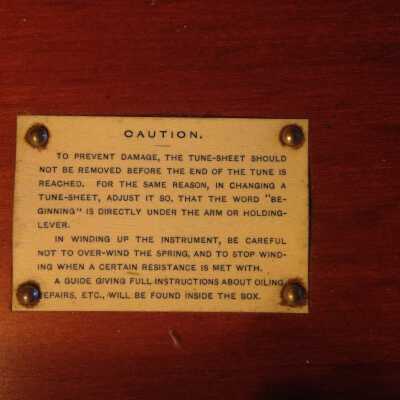 CAUTION.
TO PREVENT DAMAGE, THE TUNE-SHEET SHOULD
NOT BE REMOVED BEFORE THE END OF THE TUNE IS
REACHED. FOR THE SAME REASON, IN CHANGING A
TUNE-SHEET, ADJUST IT SO, THAT THE WORD "BE-
GINNING" IS DIRECTLY UNDER THE ARM OR HOLDING-
LEVER.
IN WINDING UP THE INSTRUMENT, BE CAREFUL
NOT TO OVER-WIND THE SPRING, AND TO STOP WIND-
ING WHEN A CERTAIN RESISTANCE IS MET WITH.
A GUIDE GIVING FULL INSTRUCTIONS ABOUT OILING,
REPAIRS, ETC., WILL BE FOUND INSIDE THE BOX.